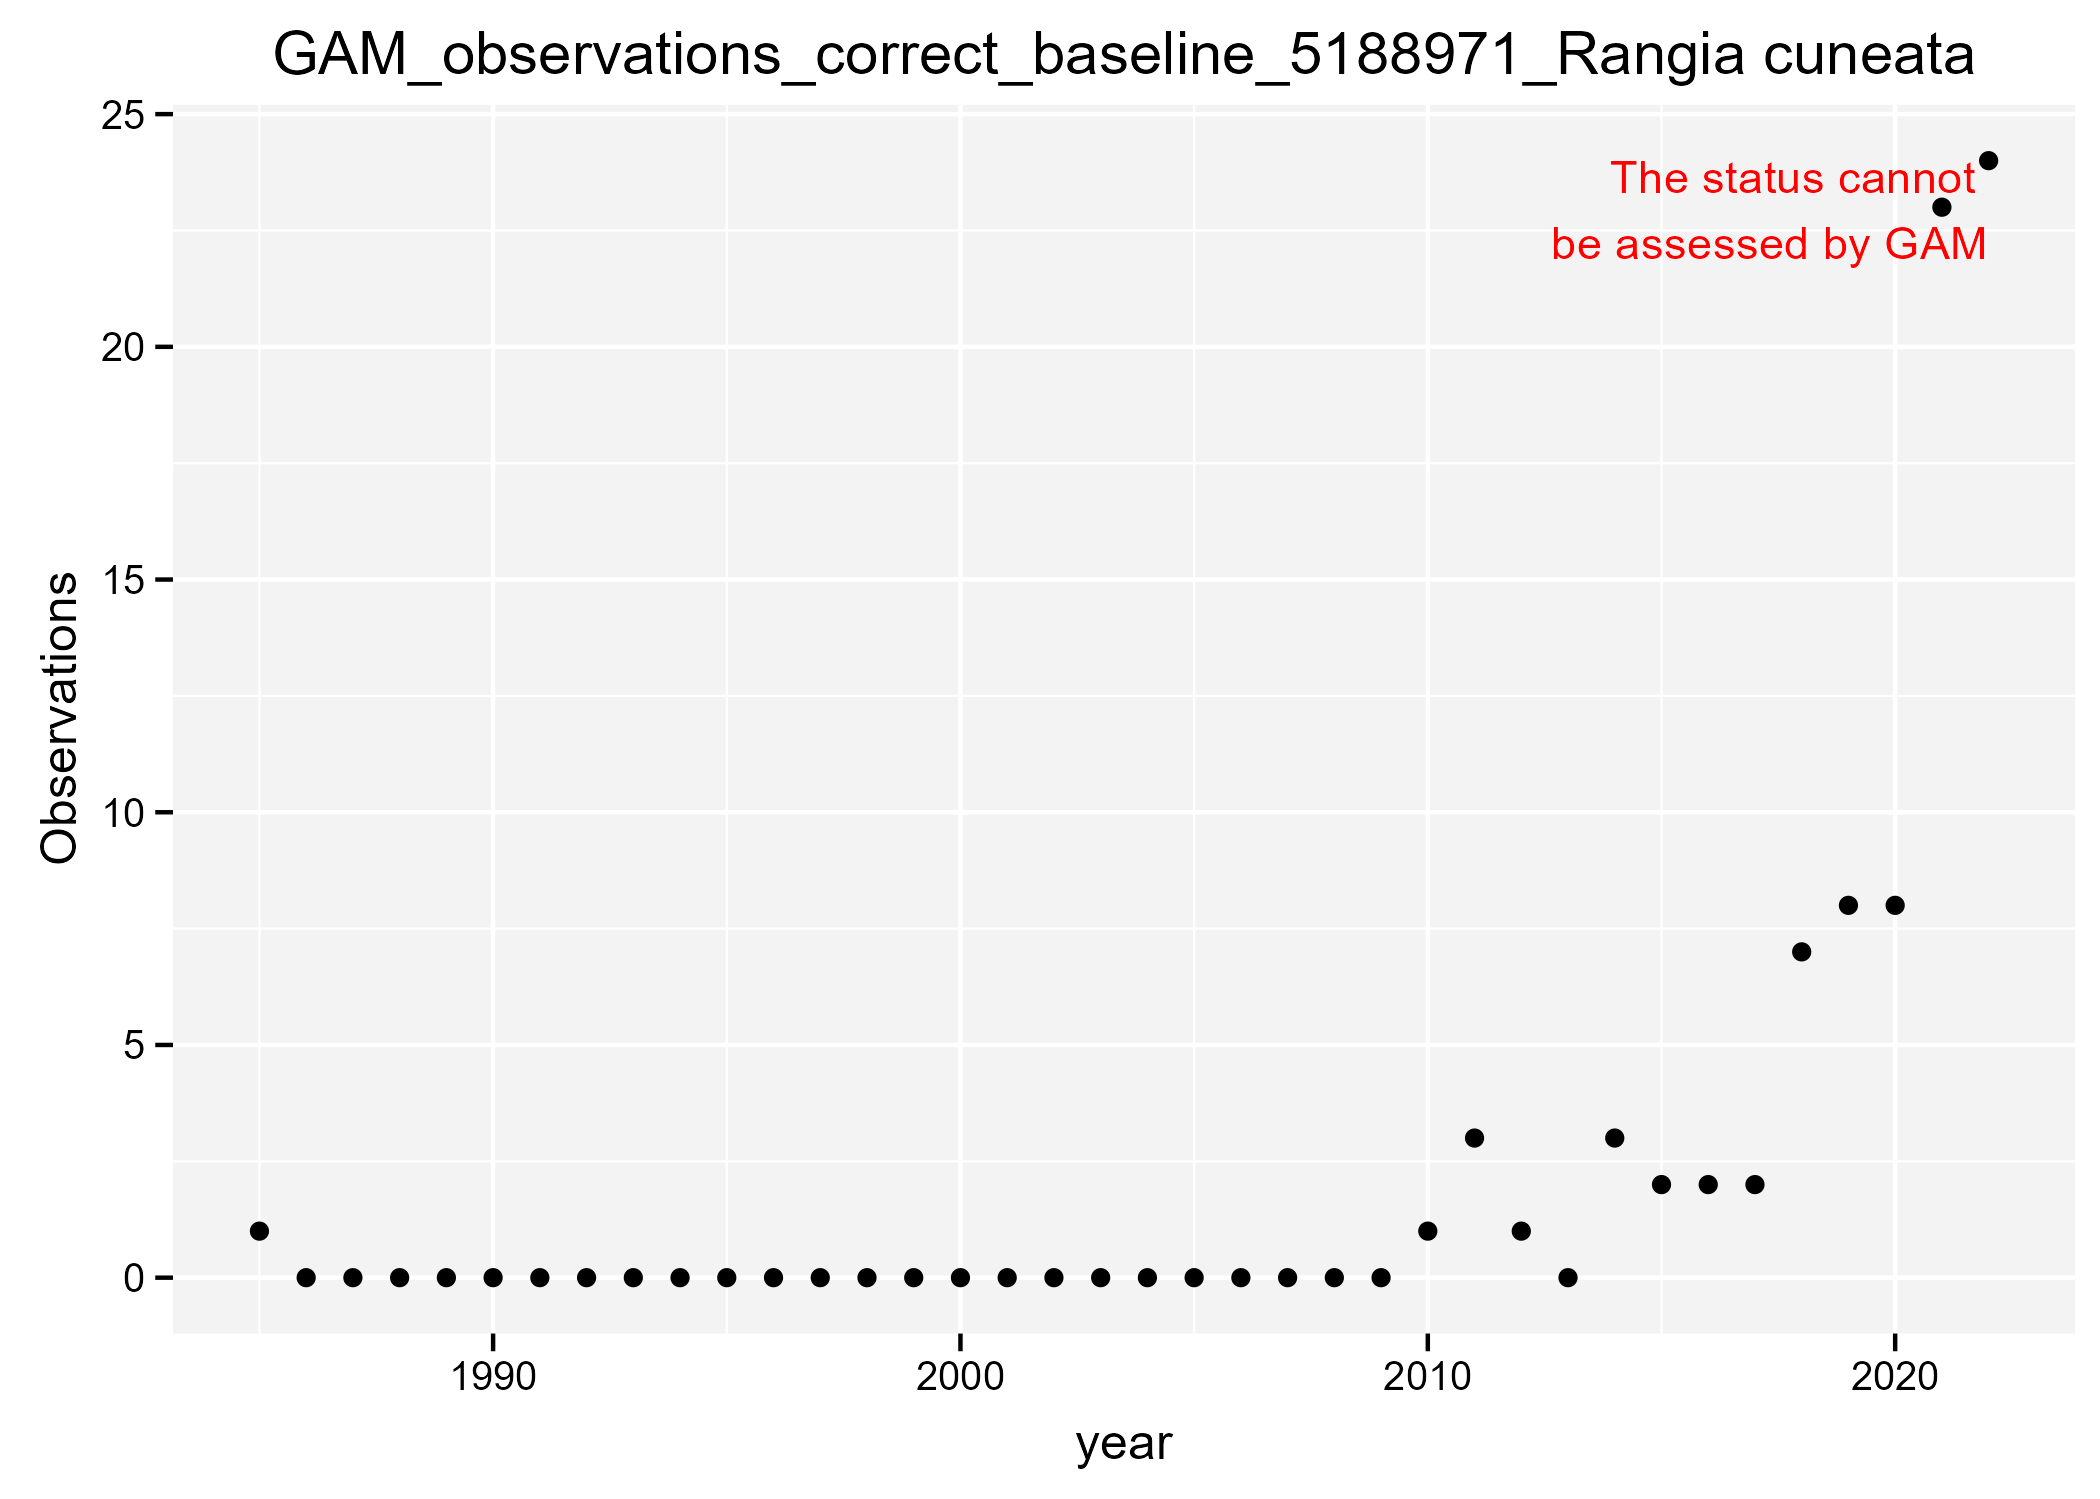 GAM_observations_correct_baseline_5188971_Rangia cuneata
25
The status cannot
be assessed by GAM
20
15
Observations
10
5
0
1990 2000 2010 2020
year